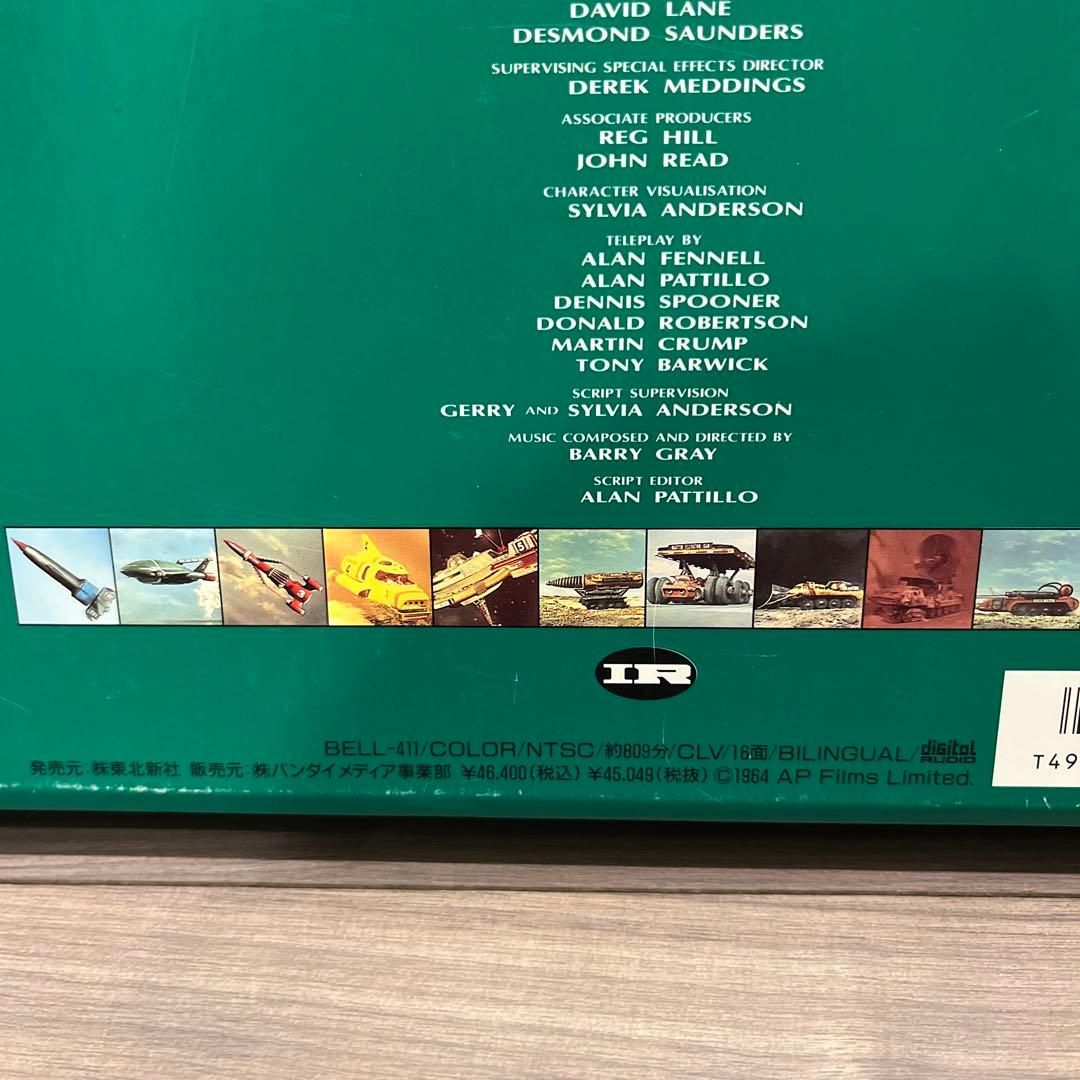 DAVID LANE
DESMOND SAUNDERS
SUPERVISING SPECIAL EFFECTS DIRECTOR
DEREK MEDDINGS
ASSOCIATE PRODUCERS
REG HILL
JOHN READ
CHARACTER VISUALISATION
SYLVIA ANDERSON
TELEPLAY BY
ALAN FENNELL
ALAN PATTILLO
DENNIS SPOONER
DONALD ROBERTSON
MARTIN CRUMP
TONY BARWICK
SCRIPT SUPERVISION
GERRY AND SYLVIA ANDERSON
MUSIC COMPOSED AND DIRECTED BY
BARRY GRAY
SCRIPT EDITOR
ALAN PATTILLO
3
5
IR
BELL-411/COLOR/NTSC/約809分/CLV/16面/BILINGUAL/digital AUDIO
発売元:㈱東北新社 販売元:㈱バンダイメディア事業部 ¥46,400(税込) ¥45,049(税抜) ©1964 AP Films Limited.
T49